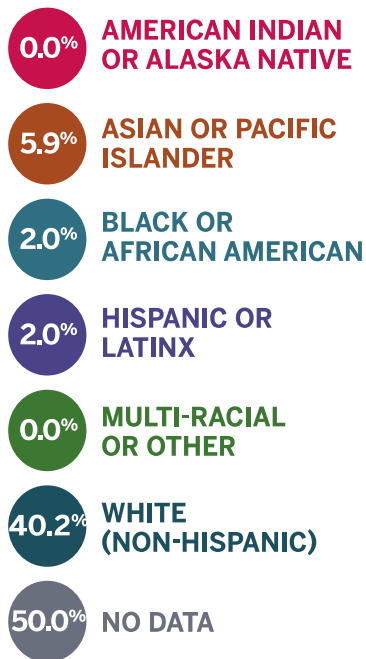 0.0%
AMERICAN INDIAN
OR ALASKA NATIVE
5.9%
ASIAN OR PACIFIC
ISLANDER
2.0%
BLACK OR
AFRICAN AMERICAN
2.0%
HISPANIC OR
LATINX
0.0%
MULTI-RACIAL
OR OTHER
40.2%
WHITE
(NON-HISPANIC)
50.0%
NO DATA